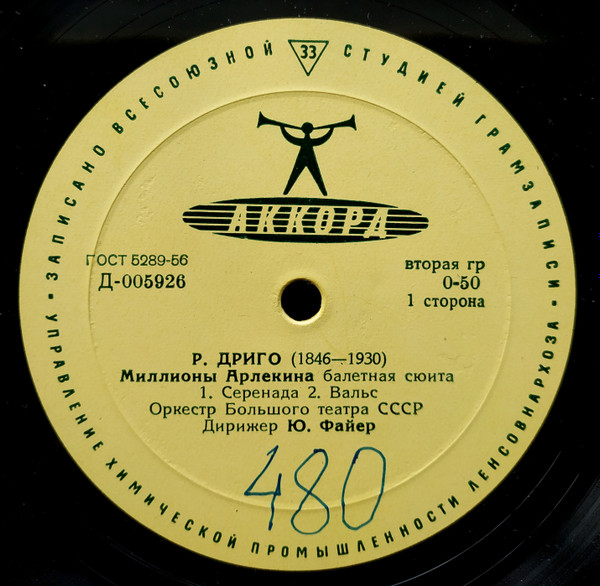 ЗАПИСАНО ВСЕСОЮЗНОЙ 33 СТУДИЕЙ ГРАМЗАПИСИ
АККОРД
ГОСТ 5289-56
Д-005926
вторая гр
0-50
1 сторона
Р. ДРИГО (1846—1930)
Миллионы Арлекина балетная сюита
1. Серенада 2. Вальс
Оркестр Большого театра СССР
Дирижер Ю. Файер
480
УПРАВЛЕНИЕ ХИМИЧЕСКОЙ ПРОМЫШЛЕННОСТИ ЛЕНСОВНАРХОЗА